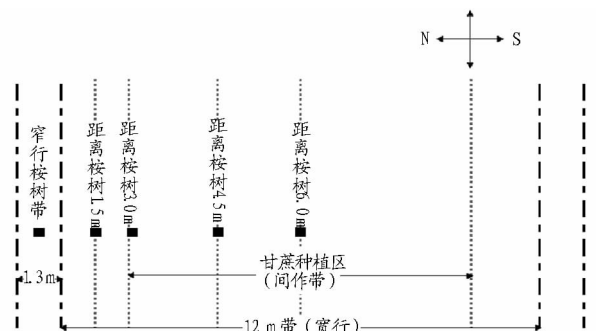 N S
窄行桉树带
距离桉树1.5m
距离桉树3.0m
距离桉树4.5m
距离桉树6.0m
1.3m
甘蔗种植区
（间作带）
12 m 带（宽行）